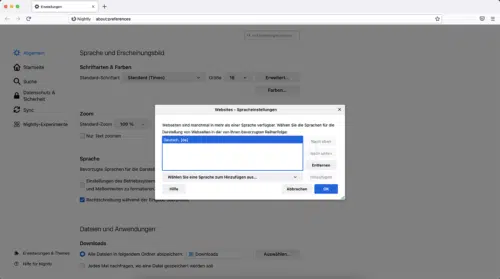 Einstellungen
Nightly
about:preferences
Allgemein
Startseite
Suche
Datenschutz &
Sicherheit
Sync
Nightly-Experimente
Erweiterungen & Themes
Hilfe für Nightly
Sprache und Erscheinungsbild
Schriftarten & Farben
Standard-Schriftart Standard (Times) Größe 16 Erweitert...
Farben...
Zoom
Standard-Zoom 100 %
Nur Text zoomen
Sprache
Bevorzugte Sprachen für die Darstellung
Einstellungen des Betriebssystems
und Maßeinheiten zu formatieren
Rechtschreibung während der Eingabe überprüfen
Dateien und Anwendungen
Downloads
Alle Dateien in folgendem Ordner abspeichern: Downloads Auswählen...
Jedes Mal nachfragen, wo eine Datei gespeichert werden soll
Websites - Spracheinstellungen
Webseiten sind manchmal in mehr als einer Sprache verfügbar. Wählen Sie die Sprachen für die
Darstellung von Webseiten in der von Ihnen bevorzugten Reihenfolge.
Deutsch [de]
Nach oben
Nach unten
Entfernen
Wählen Sie eine Sprache zum Hinzufügen aus...
Hinzufügen
Hilfe
Abbrechen
OK